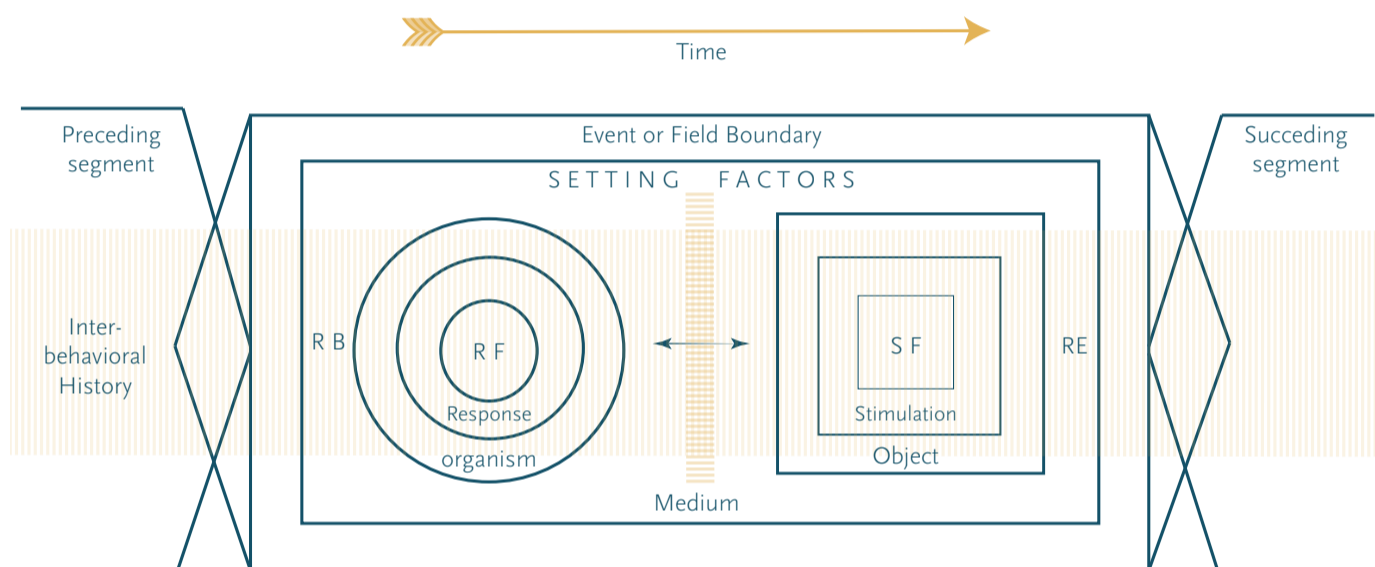 Time
Preceding
segment
Event or Field Boundary
Succeding
segment
SETTING FACTORS
Inter-
behavioral
History
R B
R F
Response
organism
S F
Stimulation
Object
RE
Medium